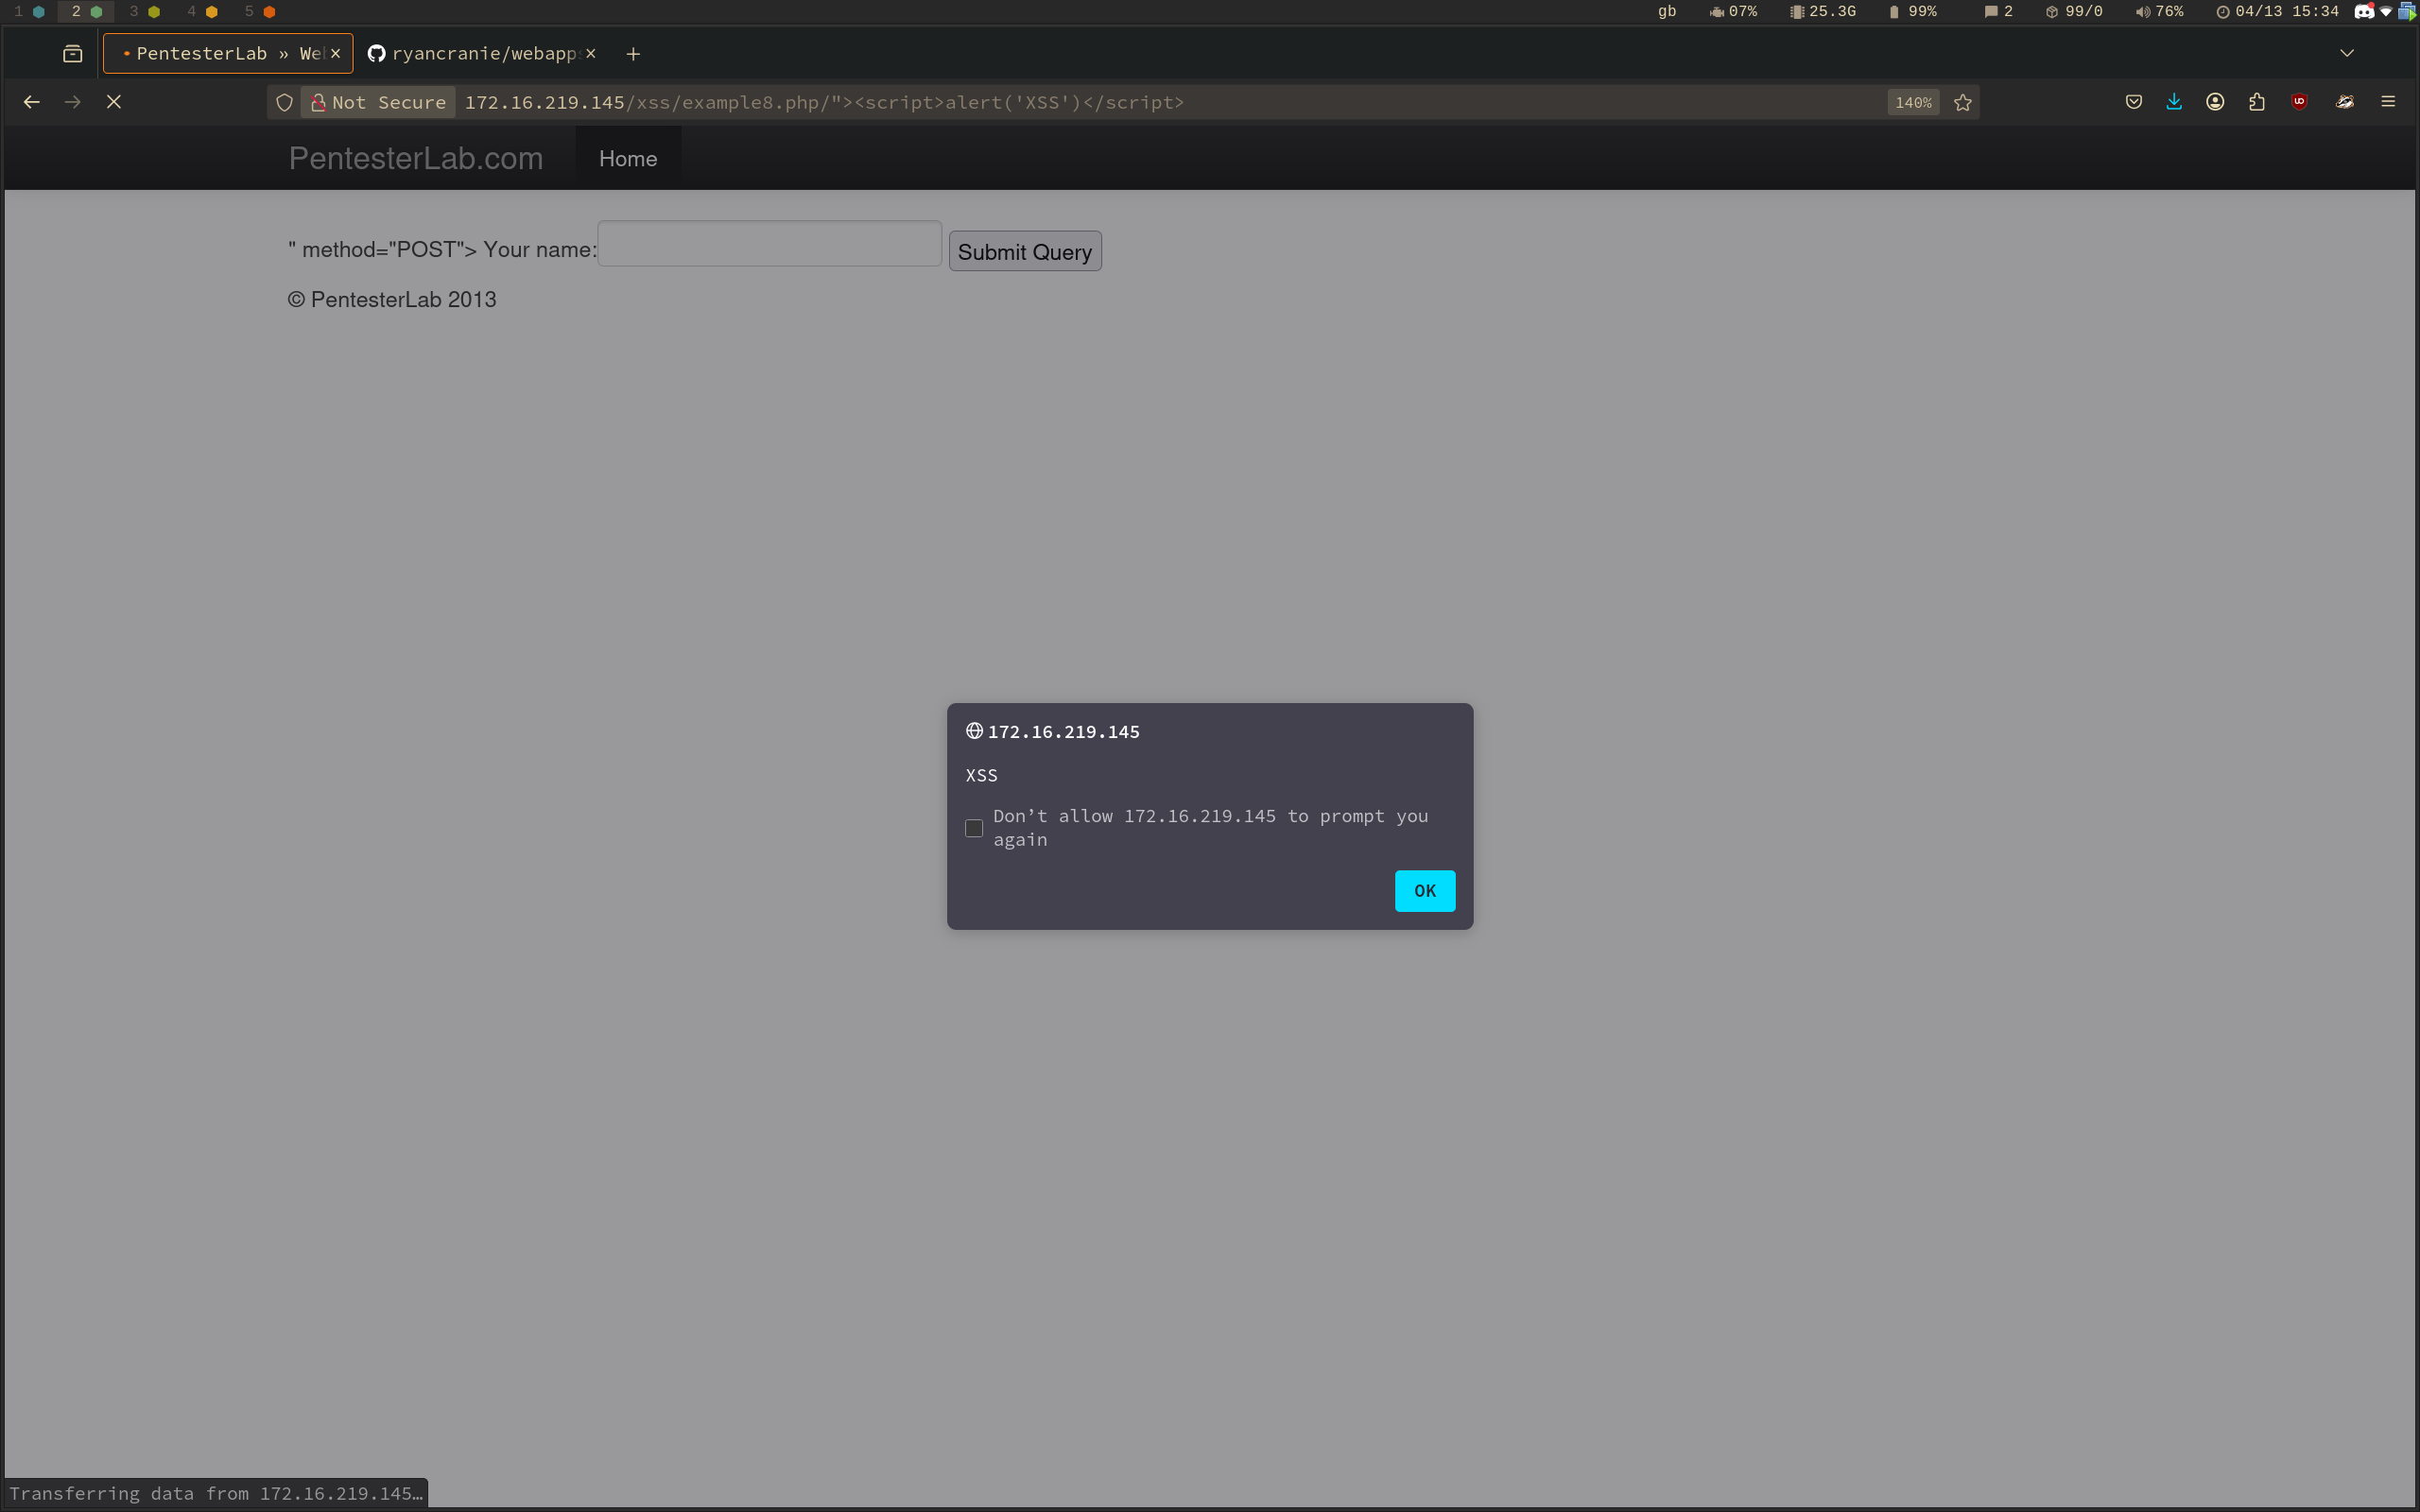 1 2 3 4 5 gb 07% 25.3G 99% 2 99/0 76% 04/13 15:34
PentesterLab » We ryancranie/webapps
Not Secure 172.16.219.145/xss/example8.php/"><script>alert('XSS')</script> 140%
PentesterLab.com Home
" method="POST"> Your name: Submit Query
© PentesterLab 2013
172.16.219.145
XSS
Don’t allow 172.16.219.145 to prompt you
again
OK
Transferring data from 172.16.219.145…